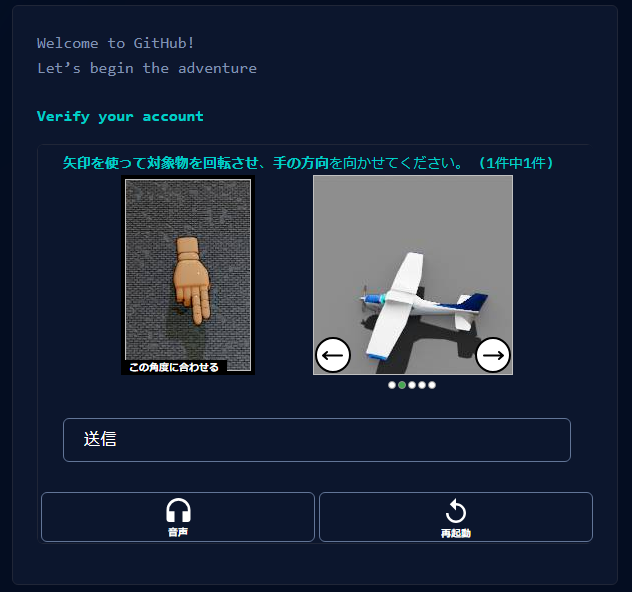 Welcome to GitHub!
Let’s begin the adventure
Verify your account
矢印を使って対象物を回転させ、手の方向を向かせてください。 (1件中1件)
この角度に合わせる
送信
音声
再起動